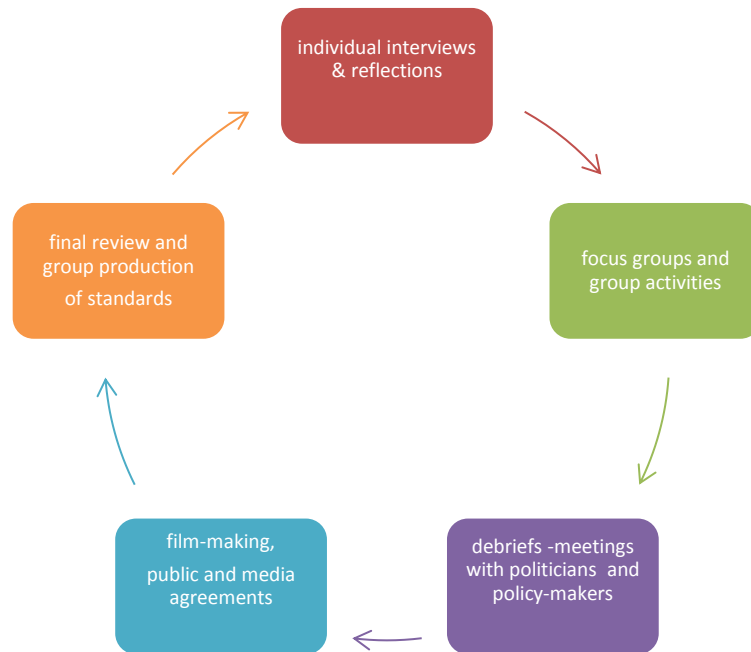 individual interviews
& reflections
focus groups and
group activities
debriefs -meetings
with politicians and
policy-makers
film-making,
public and media
agreements
final review and
group production
of standards